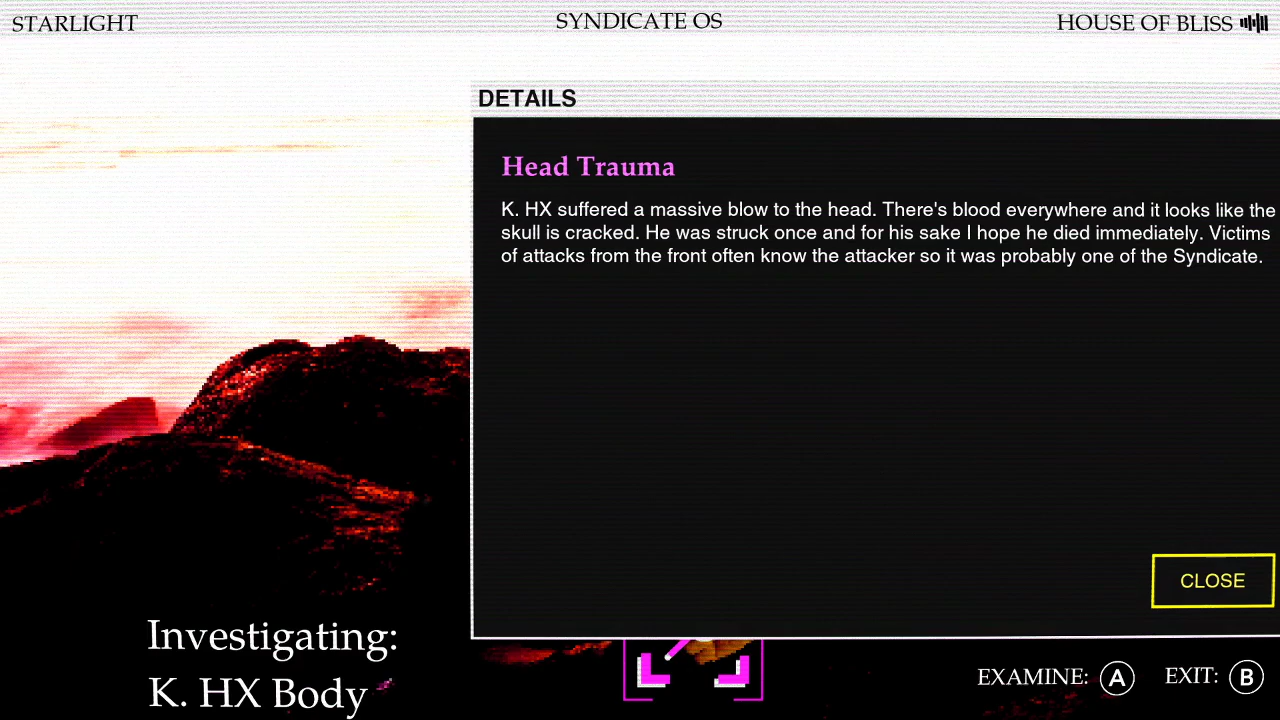 STARLIGHT
SYNDICATE OS
HOUSE OF BLISS
DETAILS
Head Trauma
K. HX suffered a massive blow to the head. There's blood everywhere and it looks like the
skull is cracked. He was struck once and for his sake I hope he died immediately. Victims
of attacks from the front often know the attacker so it was probably one of the Syndicate.
CLOSE
Investigating:
K. HX Body
EXAMINE: A
EXIT: B